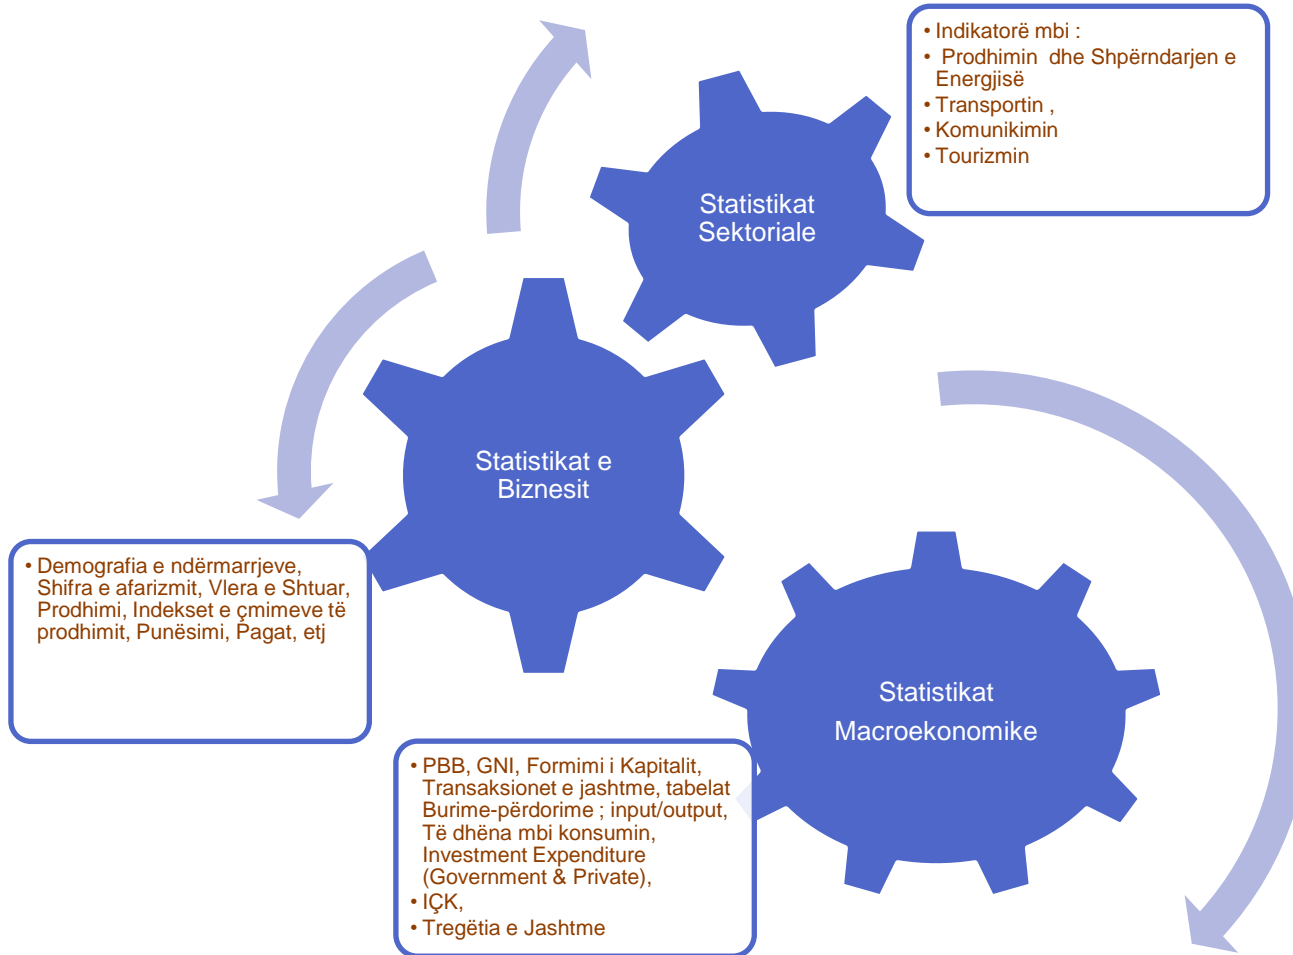 • Indikatorë mbi :
• Prodhimin dhe Shpërndarjen e
Energjisë
• Transportin ,
• Komunikimin
• Tourizmin
Statistikat
Sektoriale
Statistikat e
Biznesit
• Demografia e ndërmarrjeve,
Shifra e afarizmit, Vlera e Shtuar,
Prodhimi, Indekset e çmimeve të
prodhimit, Punësimi, Pagat, etj
Statistikat
Macroekonomike
• PBB, GNI, Formimi i Kapitalit,
Transaksionet e jashtme, tabelat
Burime-përdorime ; input/output,
Të dhëna mbi konsumin,
Investment Expenditure
(Government & Private),
• IÇK,
• Tregëtia e Jashtme